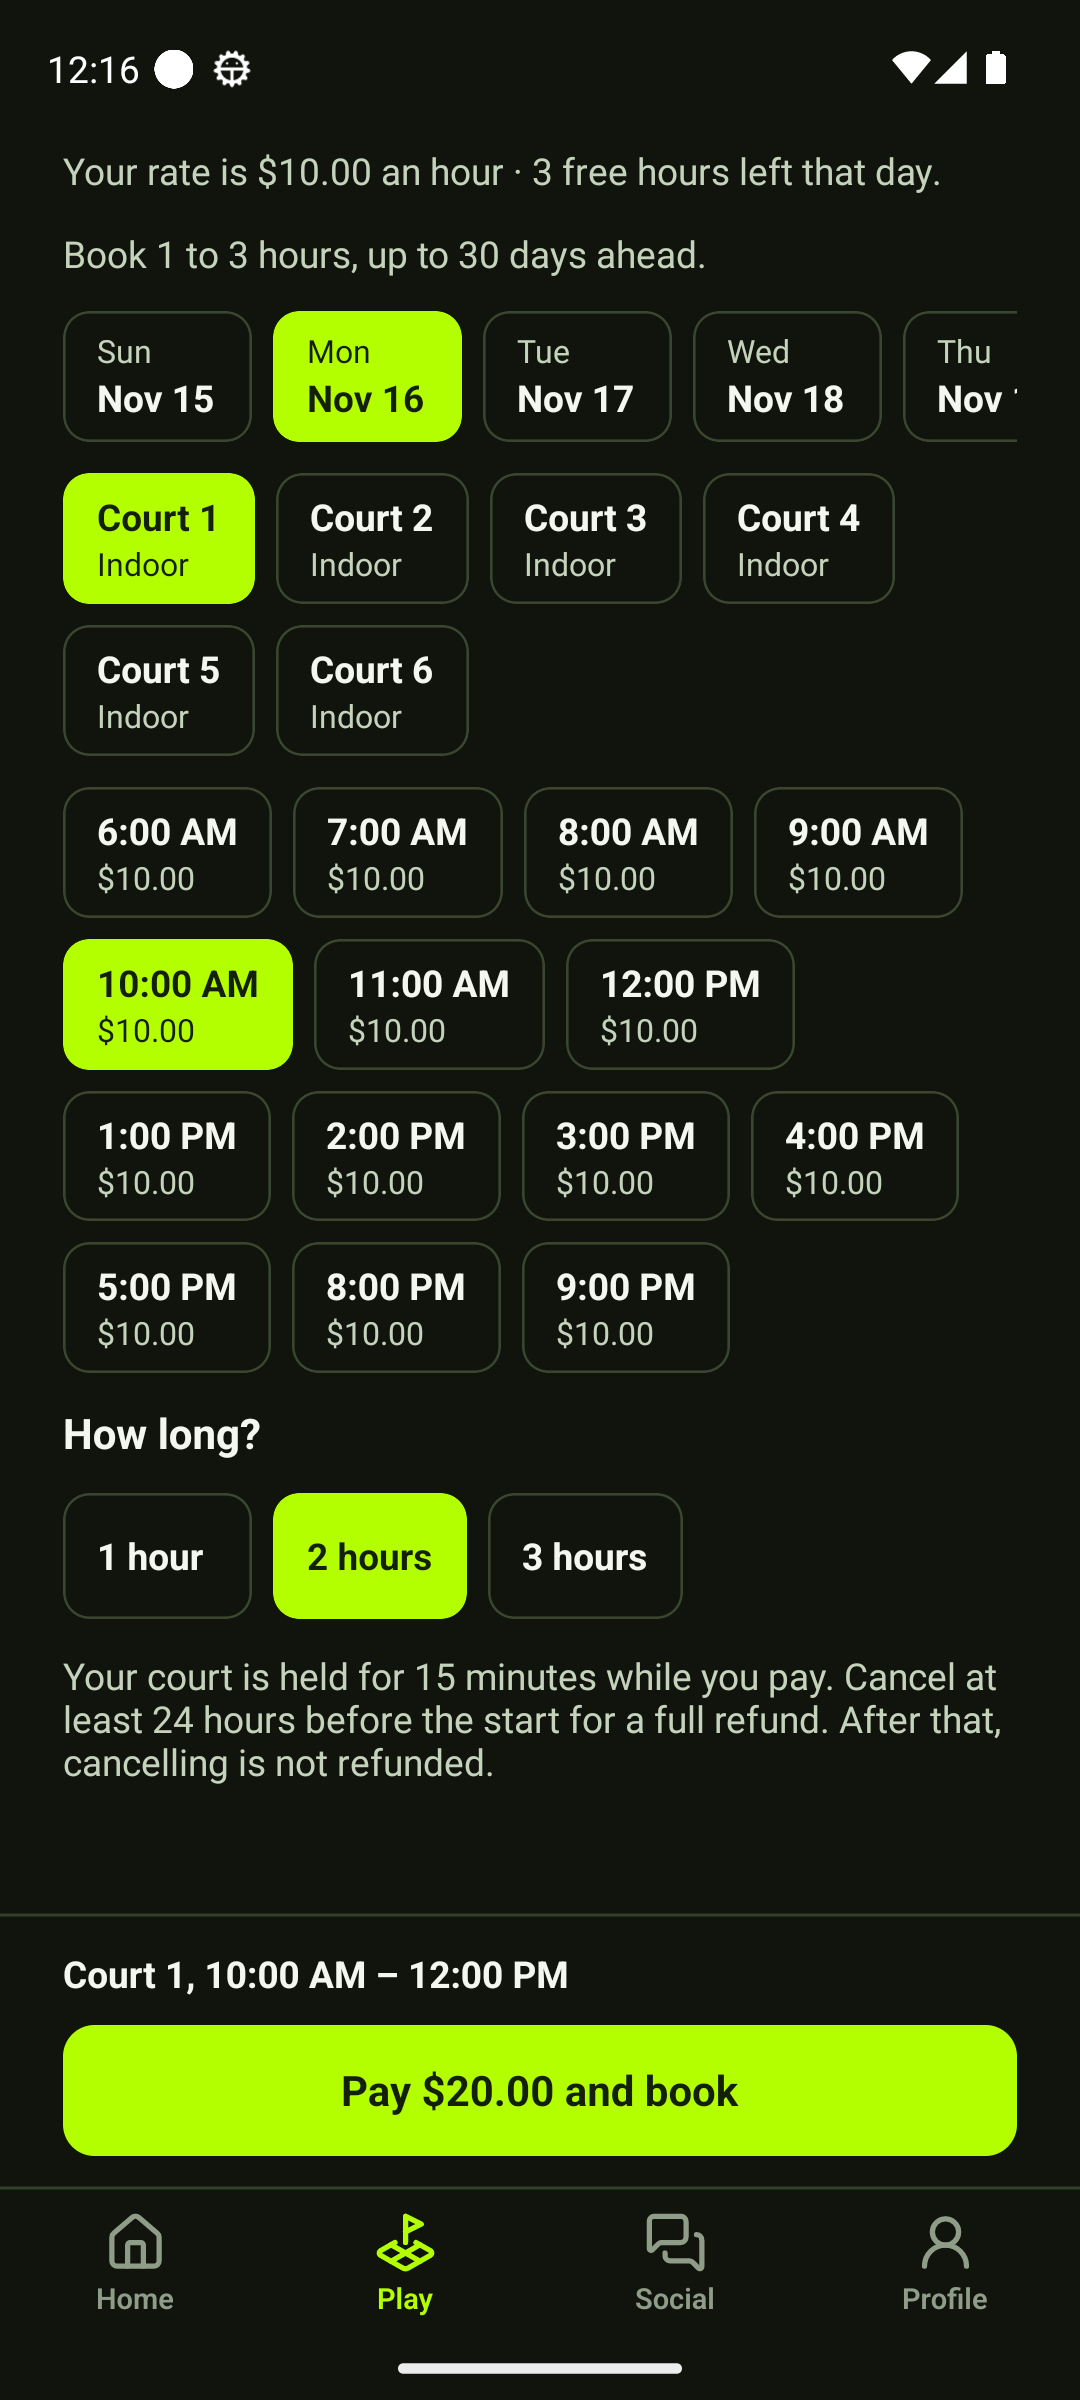 12:16
Your rate is $10.00 an hour · 3 free hours left that day.
Book 1 to 3 hours, up to 30 days ahead.
Sun Mon Tue Wed Thu
Nov 15 Nov 16 Nov 17 Nov 18 Nov
Court 1 Court 2 Court 3 Court 4
Indoor Indoor Indoor Indoor
Court 5 Court 6
Indoor Indoor
6:00 AM 7:00 AM 8:00 AM 9:00 AM
$10.00 $10.00 $10.00 $10.00
10:00 AM 11:00 AM 12:00 PM
$10.00 $10.00 $10.00
1:00 PM 2:00 PM 3:00 PM 4:00 PM
$10.00 $10.00 $10.00 $10.00
5:00 PM 8:00 PM 9:00 PM
$10.00 $10.00 $10.00
How long?
1 hour 2 hours 3 hours
Your court is held for 15 minutes while you pay. Cancel at
least 24 hours before the start for a full refund. After that,
cancelling is not refunded.
Court 1, 10:00 AM – 12:00 PM
Pay $20.00 and book
Home Play Social Profile